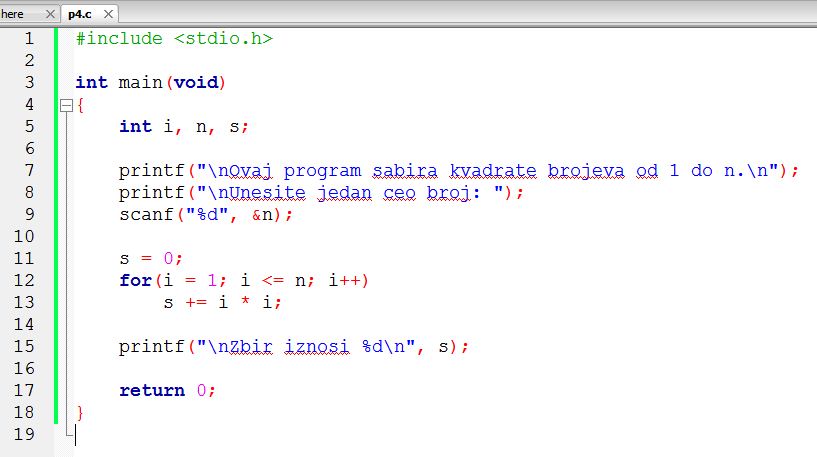 here p4.c
1 #include <stdio.h>
2
3 int main(void)
4 {
5 int i, n, s;
6
7 printf("\nOvaj program sabira kvadrate brojeva od 1 do n.\n");
8 printf("\nUnesite jedan ceo broj: ");
9 scanf("%d", &n);
10
11 s = 0;
12 for(i = 1; i <= n; i++)
13 s += i * i;
14
15 printf("\nZbir iznosi %d\n", s);
16
17 return 0;
18 }
19